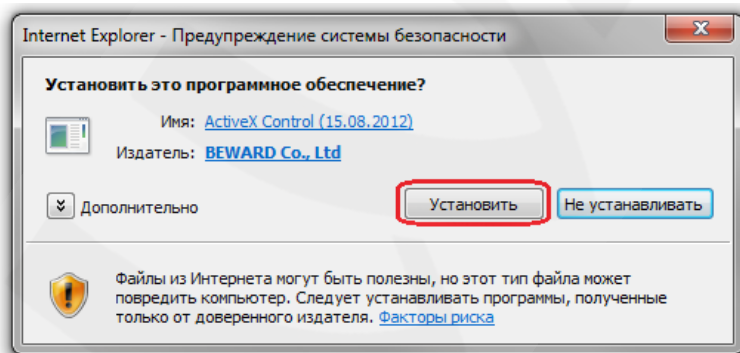 Internet Explorer - Предупреждение системы безопасности
Установить это программное обеспечение?
Имя: ActiveX Control (15.08.2012)
Издатель: BEWARD Co., Ltd
Дополнительно
Установить
Не устанавливать
Файлы из Интернета могут быть полезны, но этот тип файла может
повредить компьютер. Следует устанавливать программы, полученные
только от доверенного издателя. Факторы риска